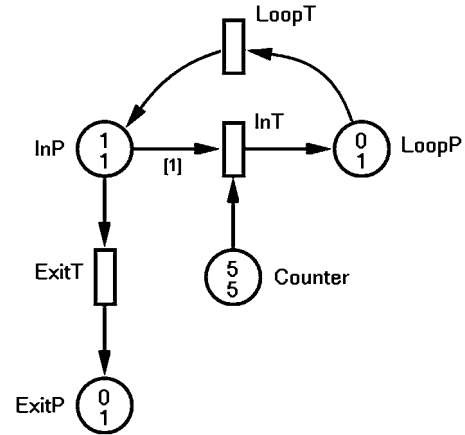 LoopT
InT
InP
1
1
[1]
0
1
LoopP
ExitT
5
5
Counter
ExitP
0
1